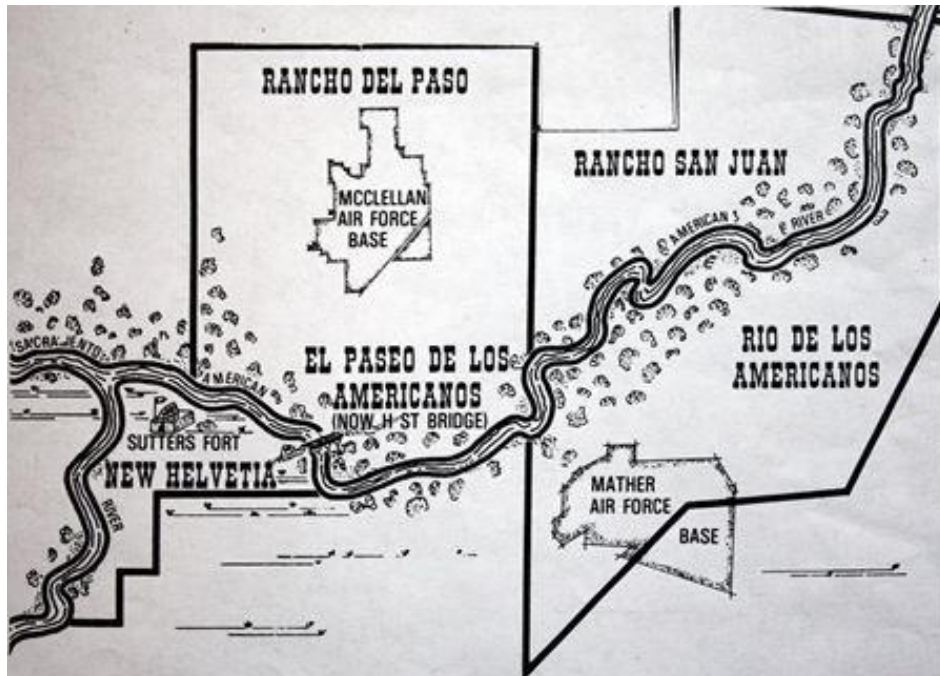 RANCHO DEL PASO
MCCLELLAN
AIR FORCE
BASE
RANCHO SAN JUAN
AMERICAN
RIVER
SACRAMENTO
AMERICAN
EL PASEO DE LOS
AMERICANOS
(NOW H ST BRIDGE)
RIO DE LOS
AMERICANOS
SUTTERS FORT
NEW HELVETIA
RIVER
MATHER
AIR FORCE
BASE